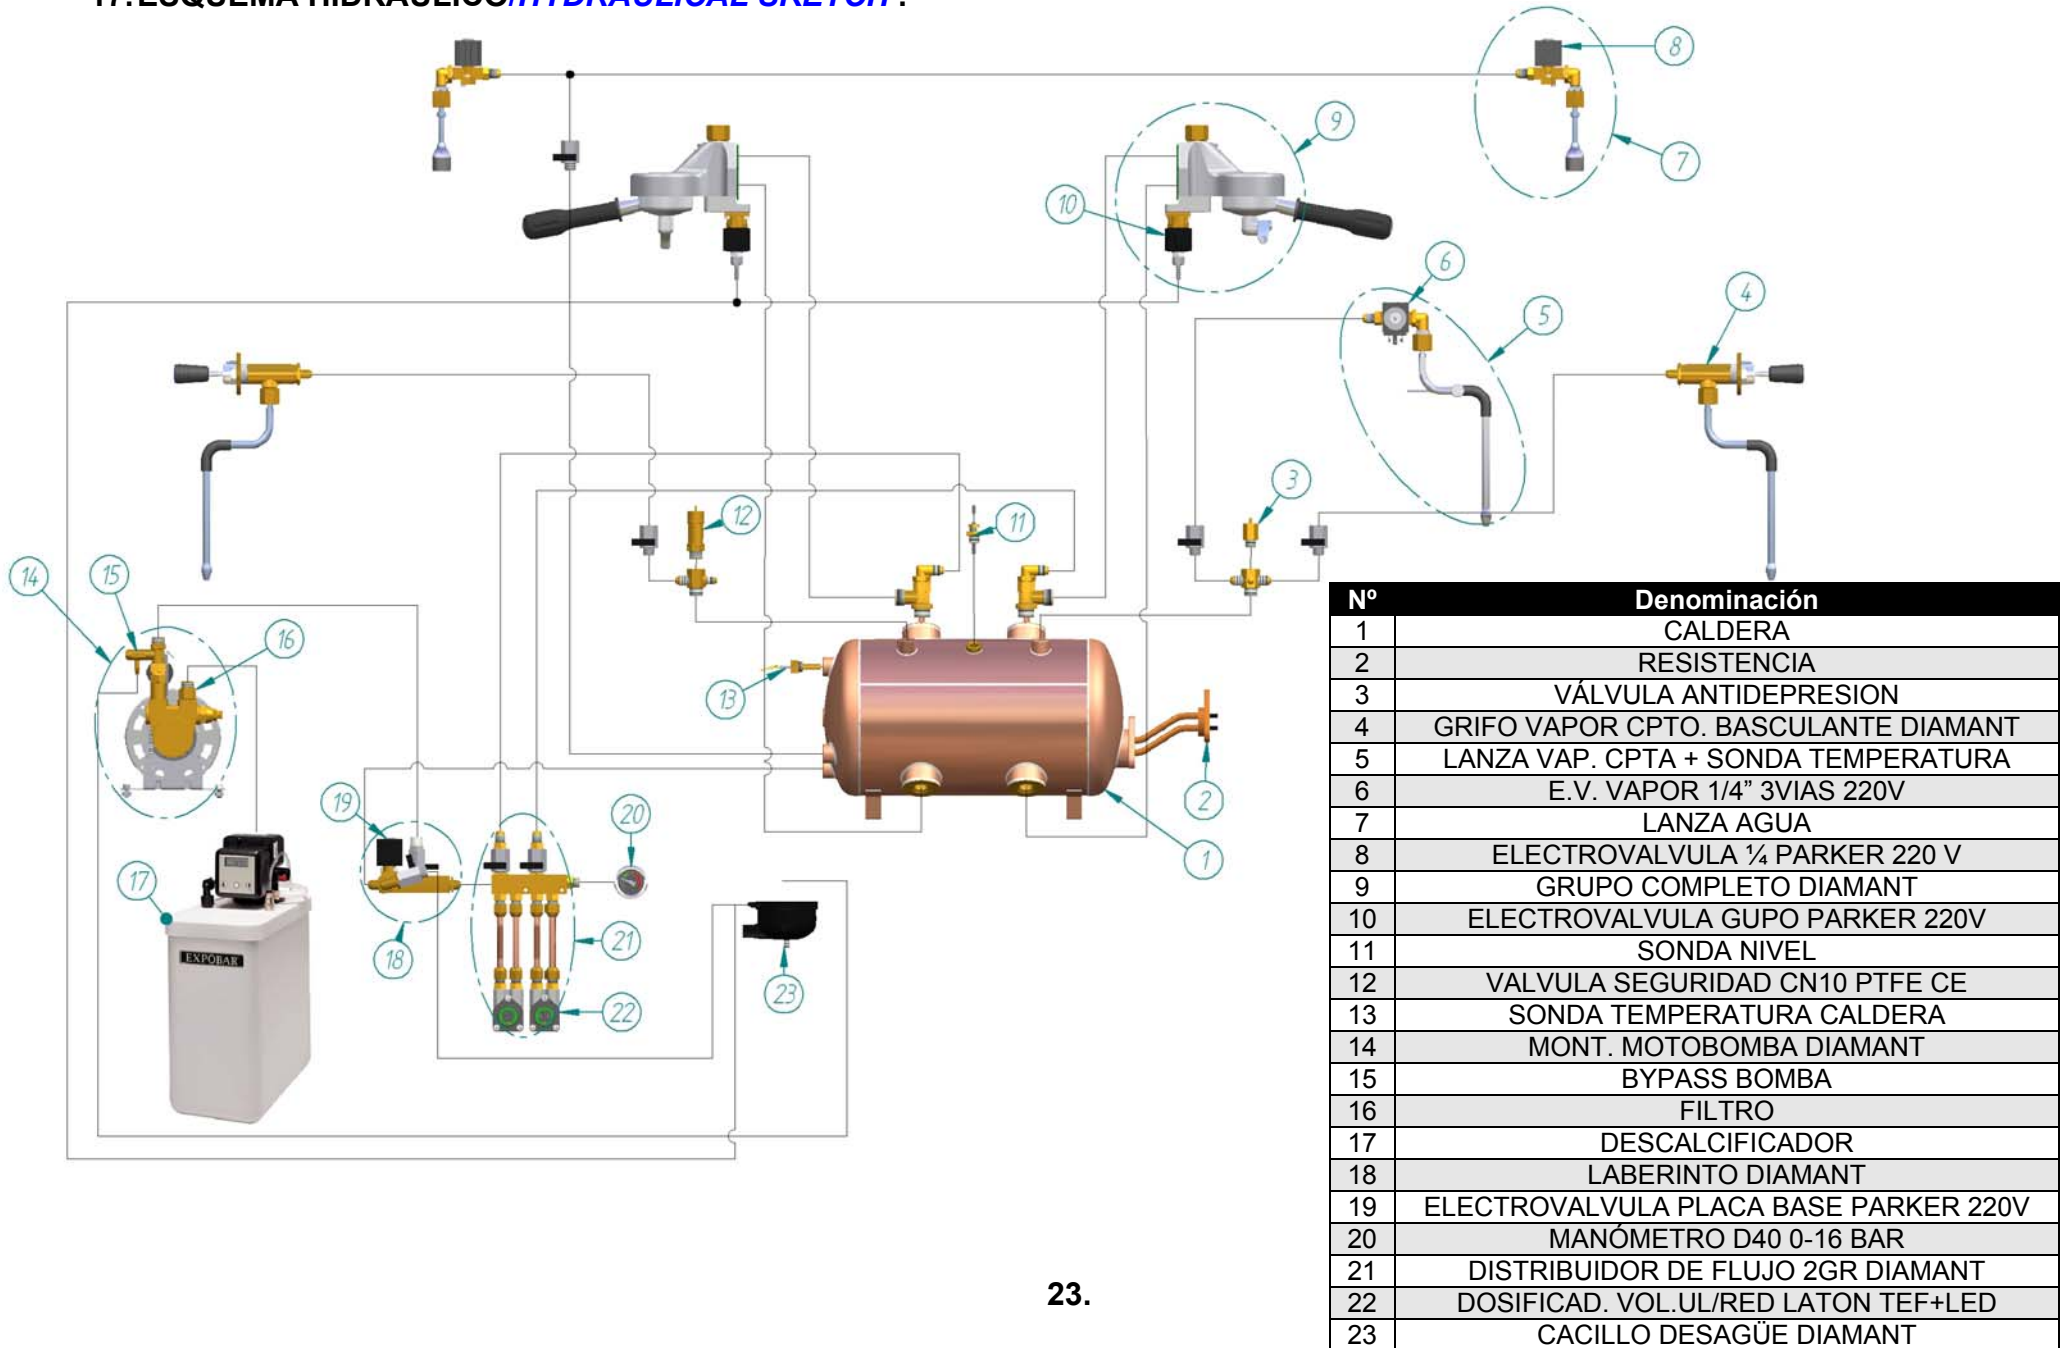 17. ESQUEMA HIDRAULICO/HYDRAULICAL SKETCH :
8
9
7
10
6
4
5
3
12
11
14
15
16
13
19
20
2
1
17
18
21
22
23
EXPOBAR
Nº Denominación
1 CALDERA
2 RESISTENCIA
3 VÁLVULA ANTIDEPRESION
4 GRIFO VAPOR CPTO. BASCULANTE DIAMANT
5 LANZA VAP. CPTA + SONDA TEMPERATURA
6 E.V. VAPOR 1/4” 3VIAS 220V
7 LANZA AGUA
8 ELECTROVALVULA ¼ PARKER 220 V
9 GRUPO COMPLETO DIAMANT
10 ELECTROVALVULA GUPO PARKER 220V
11 SONDA NIVEL
12 VALVULA SEGURIDAD CN10 PTFE CE
13 SONDA TEMPERATURA CALDERA
14 MONT. MOTOBOMBA DIAMANT
15 BYPASS BOMBA
16 FILTRO
17 DESCALCIFICADOR
18 LABERINTO DIAMANT
19 ELECTROVALVULA PLACA BASE PARKER 220V
20 MANÓMETRO D40 0-16 BAR
21 DISTRIBUIDOR DE FLUJO 2GR DIAMANT
22 DOSIFICAD. VOL.UL/RED LATON TEF+LED
23 CACILLO DESAGÜE DIAMANT
23.